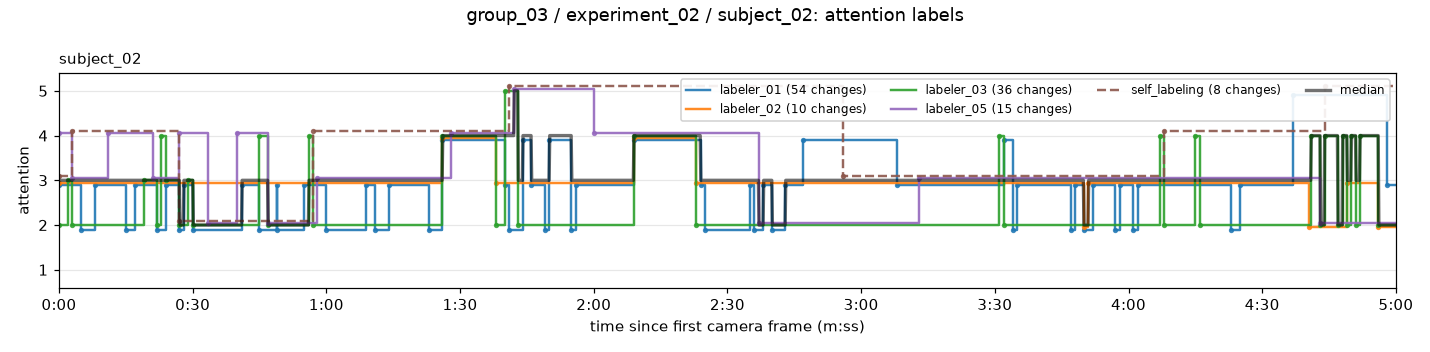 group_03 / experiment_02 / subject_02: attention labels
subject_02
labeler_01 (54 changes)
labeler_02 (10 changes)
labeler_03 (36 changes)
labeler_05 (15 changes)
self_labeling (8 changes)
median
attention
5
4
3
2
1
0:00 0:30 1:00 1:30 2:00 2:30 3:00 3:30 4:00 4:30 5:00
time since first camera frame (m:ss)